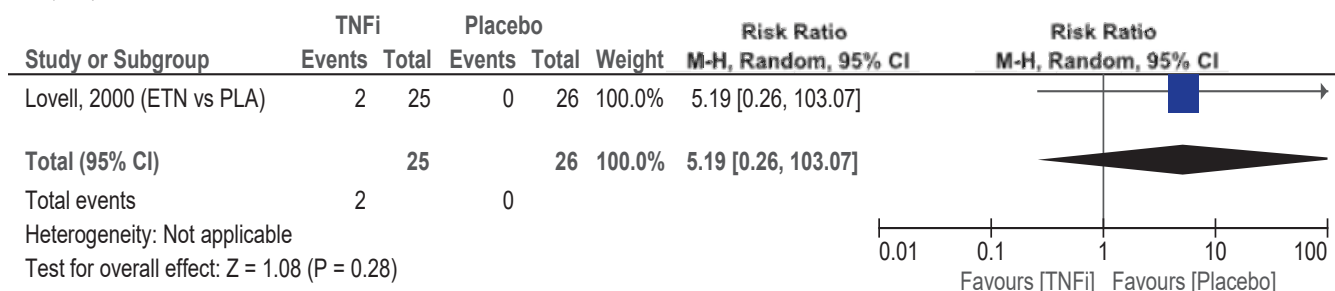 TNFi Placebo Risk Ratio Risk Ratio
Study or Subgroup Events Total Events Total Weight M-H, Random, 95% CI M-H, Random, 95% CI
Lovell, 2000 (ETN vs PLA) 2 25 0 26 100.0% 5.19 [0.26, 103.07]
Total (95% CI) 25 26 100.0% 5.19 [0.26, 103.07]
Total events 2 0
Heterogeneity: Not applicable
Test for overall effect: Z = 1.08 (P = 0.28)
0.01 0.1 1 10 100
Favours [TNFi] Favours [Placebo]